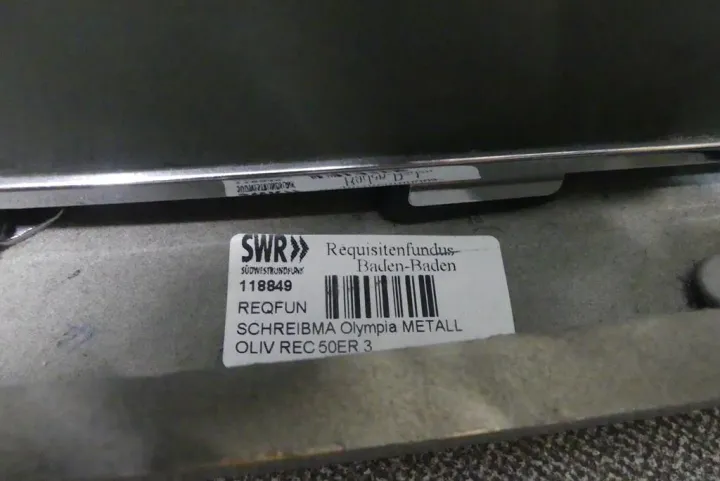 SWR» Requisitenfundus
SÜDWESTRUNDFUNK Baden-Baden
118849
REQFUN
SCHREIBMA Olympia METALL
OLIV REC 50ER 3